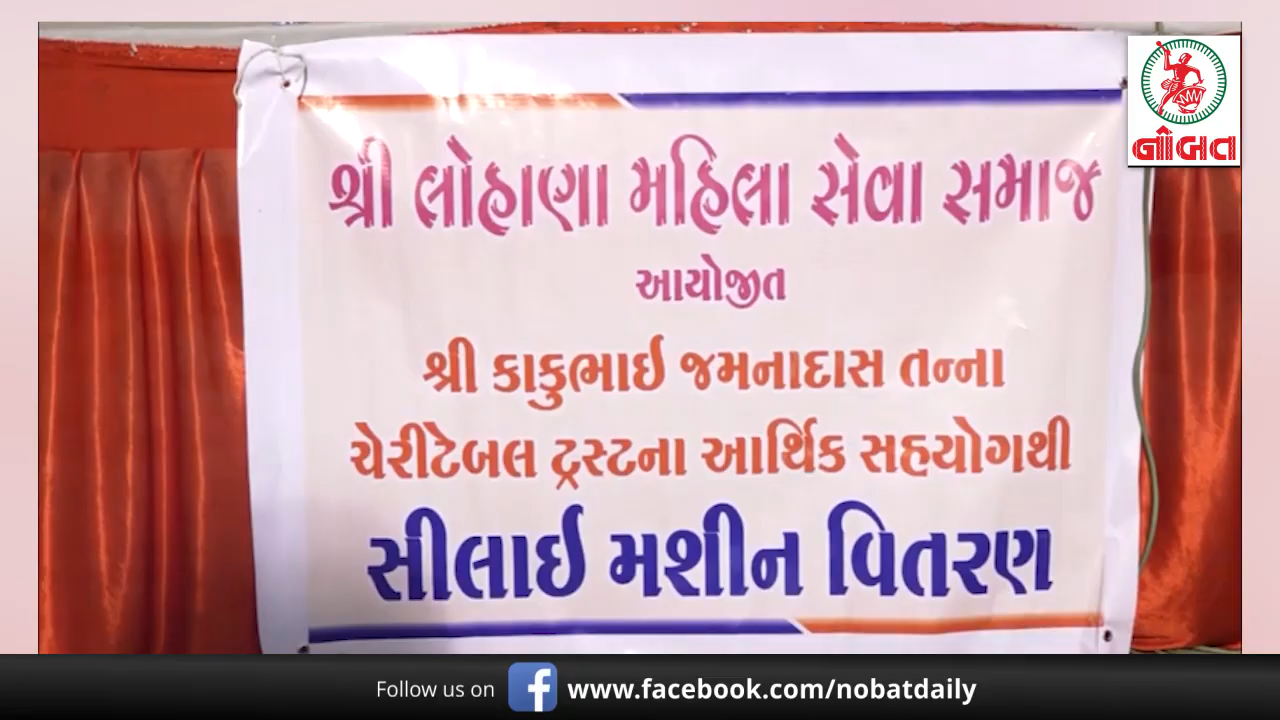 નોબત
શ્રી લોહાણા મહિલા સેવા સમાજ
આયોજીત
શ્રી કાકુભાઈ જમનાદાસ તન્ના
ચેરીટેબલ ટ્રસ્ટના આર્થિક સહયોગથી
સીલાઈ મશીન વિતરણ
Follow us on www.facebook.com/nobatdaily